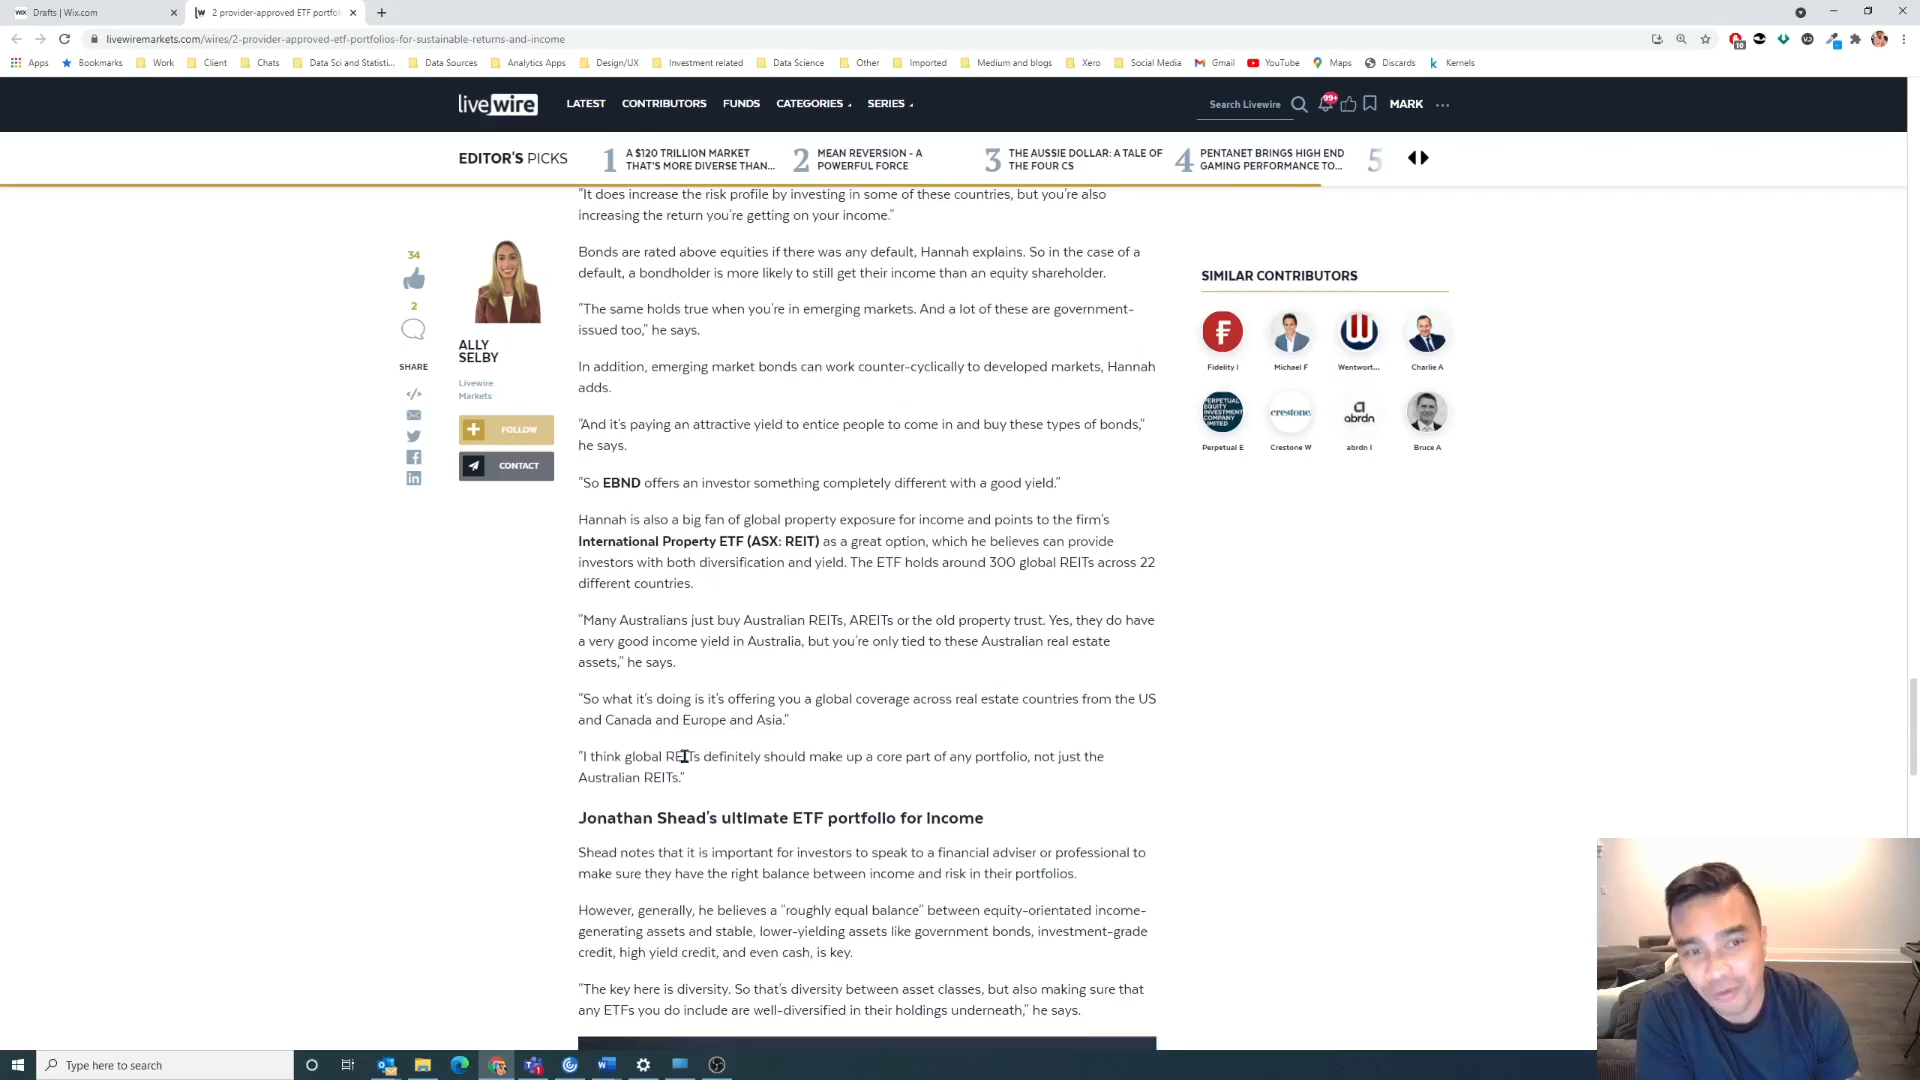 WIX Drafts | Wix.com
2 provider-approved ETF portfol
livewiremarkets.com/wires/2-provider-approved-etf-portfolios-for-sustainable-returns-and-income
10
Apps Bookmarks Work Client Chats Data Sci and Statisti... Data Sources Analytics Apps Design/UX Investment related Data Science Other Imported Medium and blogs Xero Social Media Gmail YouTube Maps Discards Kernels
livewire LATEST CONTRIBUTORS FUNDS CATEGORIES SERIES Search Livewire 99+ MARK ...
EDITOR'S PICKS
1 A $120 TRILLION MARKET
THAT'S MORE DIVERSE THAN...
2 MEAN REVERSION - A
POWERFUL FORCE
3 THE AUSSIE DOLLAR: A TALE OF
THE FOUR CS
4 PENTANET BRINGS HIGH END
GAMING PERFORMANCE TO...
5
34
2
SHARE
ALLY
SELBY
Livewire
Markets
FOLLOW
CONTACT
"It does increase the risk profile by investing in some of these countries, but you're also
increasing the return you're getting on your income."
Bonds are rated above equities if there was any default, Hannah explains. So in the case of a
default, a bondholder is more likely to still get their income than an equity shareholder.
"The same holds true when you're in emerging markets. And a lot of these are government-
issued too," he says.
In addition, emerging market bonds can work counter-cyclically to developed markets, Hannah
adds.
"And it's paying an attractive yield to entice people to come in and buy these types of bonds,"
he says.
"So EBND offers an investor something completely different with a good yield."
Hannah is also a big fan of global property exposure for income and points to the firm's
International Property ETF (ASX: REIT) as a great option, which he believes can provide
investors with both diversification and yield. The ETF holds around 300 global REITs across 22
different countries.
"Many Australians just buy Australian REITs, AREITs or the old property trust. Yes, they do have
a very good income yield in Australia, but you're only tied to these Australian real estate
assets," he says.
"So what it's doing is it's offering you a global coverage across real estate countries from the US
and Canada and Europe and Asia."
"I think global REITs definitely should make up a core part of any portfolio, not just the
Australian REITs."
Jonathan Shead's ultimate ETF portfolio for income
Shead notes that it is important for investors to speak to a financial adviser or professional to
make sure they have the right balance between income and risk in their portfolios.
However, generally, he believes a "roughly equal balance" between equity-orientated income-
generating assets and stable, lower-yielding assets like government bonds, investment-grade
credit, high yield credit, and even cash, is key.
"The key here is diversity. So that's diversity between asset classes, but also making sure that
any ETFs you do include are well-diversified in their holdings underneath," he says.
SIMILAR CONTRIBUTORS
Fidelity I Michael F Wentwort... Charlie A
PERPETUAL
EQUITY
INVESTMENT
COMPANY
LIMITED
crestone
abrdn
Perpetual E Crestone W abrdn I Bruce A
Type here to search